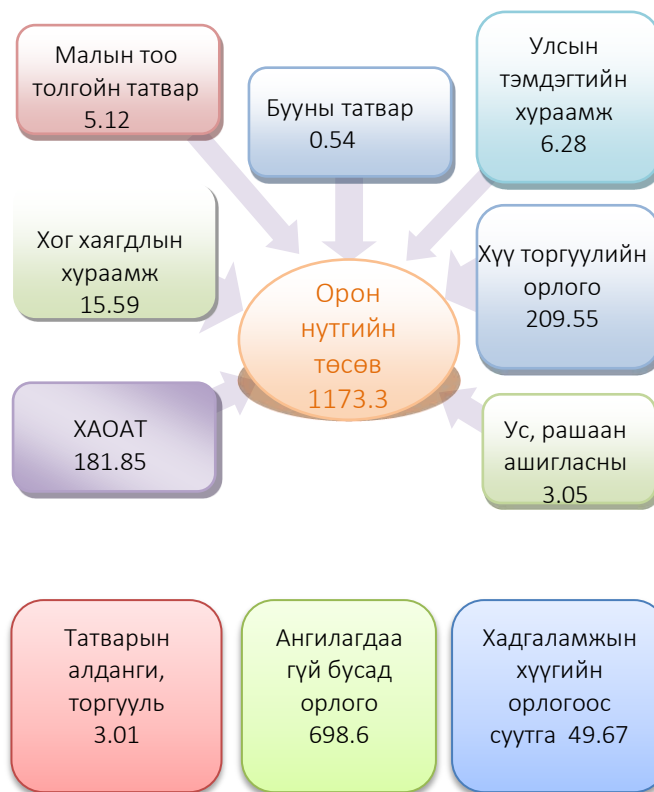 Малын тоо
толгойн татвар
5.12
Бууны татвар
0.54
Улсын
тэмдэгтийн
хураамж
6.28
Хог хаягдлын
хураамж
15.59
Орон
нутгийн
төсөв
1173.3
Хүү торгуулийн
орлого
209.55
ХАОАТ
181.85
Ус, рашаан
ашигласны
3.05
Татварын
алданги,
торгууль
3.01
Ангилагдаа
гүй бусад
орлого
698.6
Хадгаламжын
хүүгийн
орлогоос
суутга 49.67